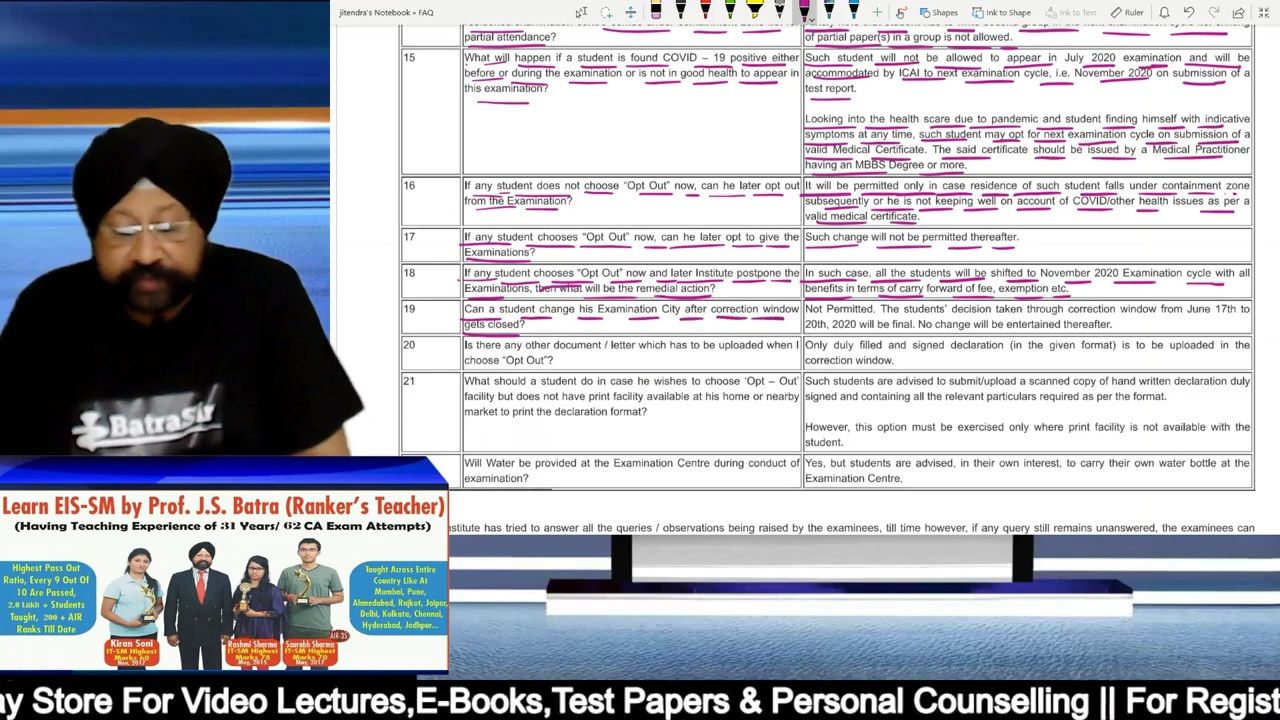 jitendra's Notebook » FAQ
Shapes
Ink to Shape
Ruler
partial attendance?
of partial paper(s) in a group is not allowed.
15
What will happen if a student is found COVID – 19 positive either
before or during the examination or is not in good health to appear in
this examination?
Such student will not be allowed to appear in July 2020 examination and will be
accommodated by ICAI to next examination cycle, i.e. November 2020 on submission of a
test report.
Looking into the health scare due to pandemic and student finding himself with indicative
symptoms at any time, such student may opt for next examination cycle on submission of a
valid Medical Certificate. The said certificate should be issued by a Medical Practitioner
having an MBBS Degree or more.
16
If any student does not choose “Opt Out” now, can he later opt out
from the Examination?
It will be permitted only in case residence of such student falls under containment zone
subsequently or he is not keeping well on account of COVID/other health issues as per a
valid medical certificate.
17
If any student chooses “Opt Out” now, can he later opt to give the
Examinations?
Such change will not be permitted thereafter.
18
If any student chooses “Opt Out” now and later Institute postpone the
Examinations, then what will be the remedial action?
In such case, all the students will be shifted to November 2020 Examination cycle with all
benefits in terms of carry forward of fee, exemption etc.
19
Can a student change his Examination City after correction window
gets closed?
Not Permitted. The students’ decision taken through correction window from June 17th to
20th, 2020 will be final. No change will be entertained thereafter.
20
Is there any other document / letter which has to be uploaded when I
choose “Opt Out”?
Only duly filled and signed declaration (in the given format) is to be uploaded in the
correction window.
21
What should a student do in case he wishes to choose ‘Opt – Out’
facility but does not have print facility available at his home or nearby
market to print the declaration format?
Such students are advised to submit/upload a scanned copy of hand written declaration duly
signed and containing all the relevant particulars required as per the format.
However, this option must be exercised only where print facility is not available with the
student.
Will Water be provided at the Examination Centre during conduct of
examination?
Yes, but students are advised, in their own interest, to carry their own water bottle at the
Examination Centre.
nstitute has tried to answer all the queries / observations being raised by the examinees, till time however, if any query still remains unanswered, the examinees can
BatraSir
Learn EIS-SM by Prof. J.S. Batra (Ranker's Teacher)
(Having Teaching Experience of 31 Years/ 62 CA Exam Attempts)
Highest Pass Out
Ratio, Every 9 Out Of
10 Are Passed,
2.0 Lakh + Students
Taught, 200 + AIR
Ranks Till Date
Taught Across Entire
Country Like At
Mumbai, Pune,
Ahmedabad, Rajkot, Jaipur,
Delhi, Kolkata, Chennai,
Hyderabad, Jodhpur...
AIR-35
Kiran Soni
IT-SM Highest
Marks 60
Nov, 2017
Rashmi Sharma
IT-SM Highest
Marks 78
May, 2015
Saurabh Sharma
IT-SM Highest
Marks 70
May, 2017
ay Store For Video Lectures,E-Books,Test Papers & Personal Counselling || For Regist